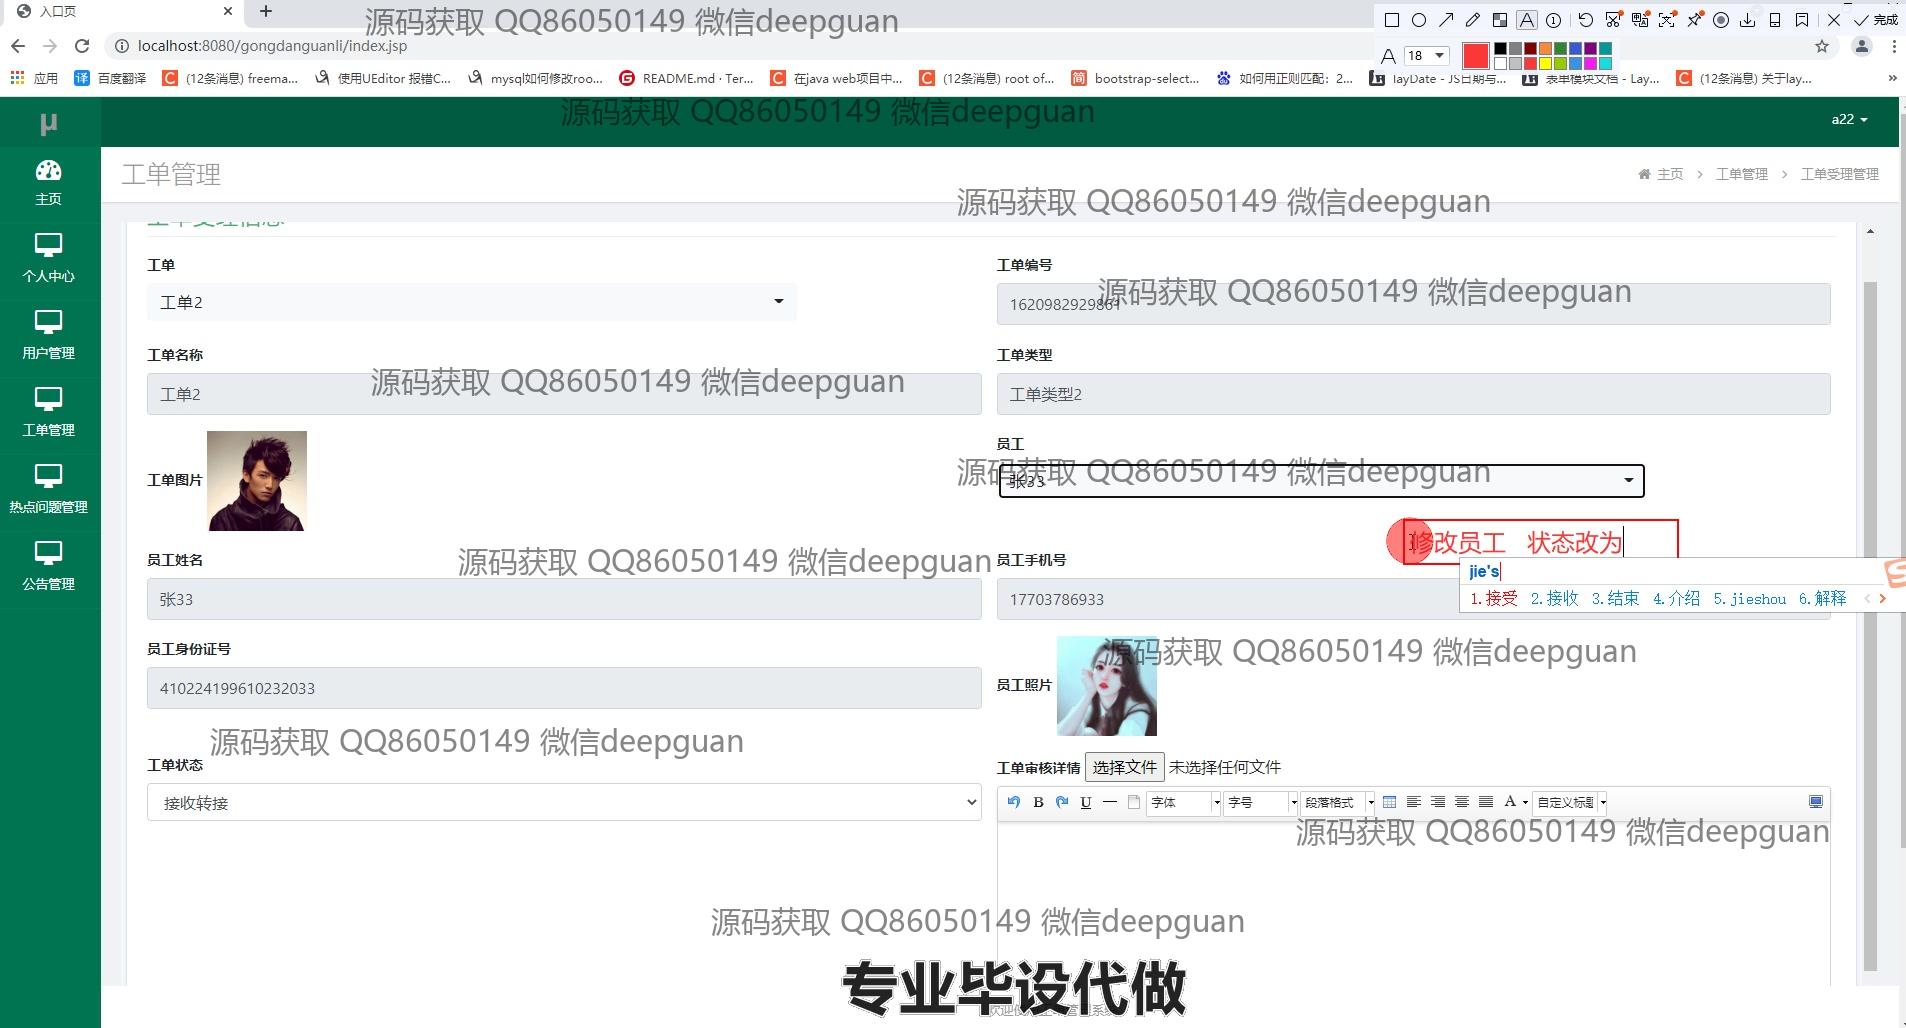 入口页
源码获取 QQ86050149 微信deepguan
18
完成
localhost:8080/gongdanguanli/index.jsp
应用
百度翻译
(12条消息) freema...
使用UEditor 报错C...
mysql如何修改roo...
README.md · Ter...
在java web项目中...
(12条消息) root of...
bootstrap-select...
如何用正则匹配：2...
layDate - JS日期与...
表单模块文档 - Lay...
(12条消息) 关于lay...
源码获取 QQ86050149 微信deepguan
μ
a22
主页
个人中心
用户管理
工单管理
热点问题管理
公告管理
工单管理
主页 > 工单管理 > 工单受理管理
源码获取 QQ86050149 微信deepguan
工单受理信息
工单
工单2
工单编号
1620982929861
源码获取 QQ86050149 微信deepguan
工单名称
工单2
源码获取 QQ86050149 微信deepguan
工单类型
工单类型2
工单图片
员工
张33
源码获取 QQ86050149 微信deepguan
修改员工 状态改为
jie's
1.接受 2.接收 3.结束 4.介绍 5.jieshou 6.解释
员工姓名
张33
源码获取 QQ86050149 微信deepguan
员工手机号
17703786933
员工身份证号
410224199610232033
员工照片
源码获取 QQ86050149 微信deepguan
源码获取 QQ86050149 微信deepguan
工单状态
接收转接
工单审核详情 选择文件 未选择任何文件
B U 字体 字号 段落格式 A 自定义标题
源码获取 QQ86050149 微信deepguan
源码获取 QQ86050149 微信deepguan
专业毕设代做